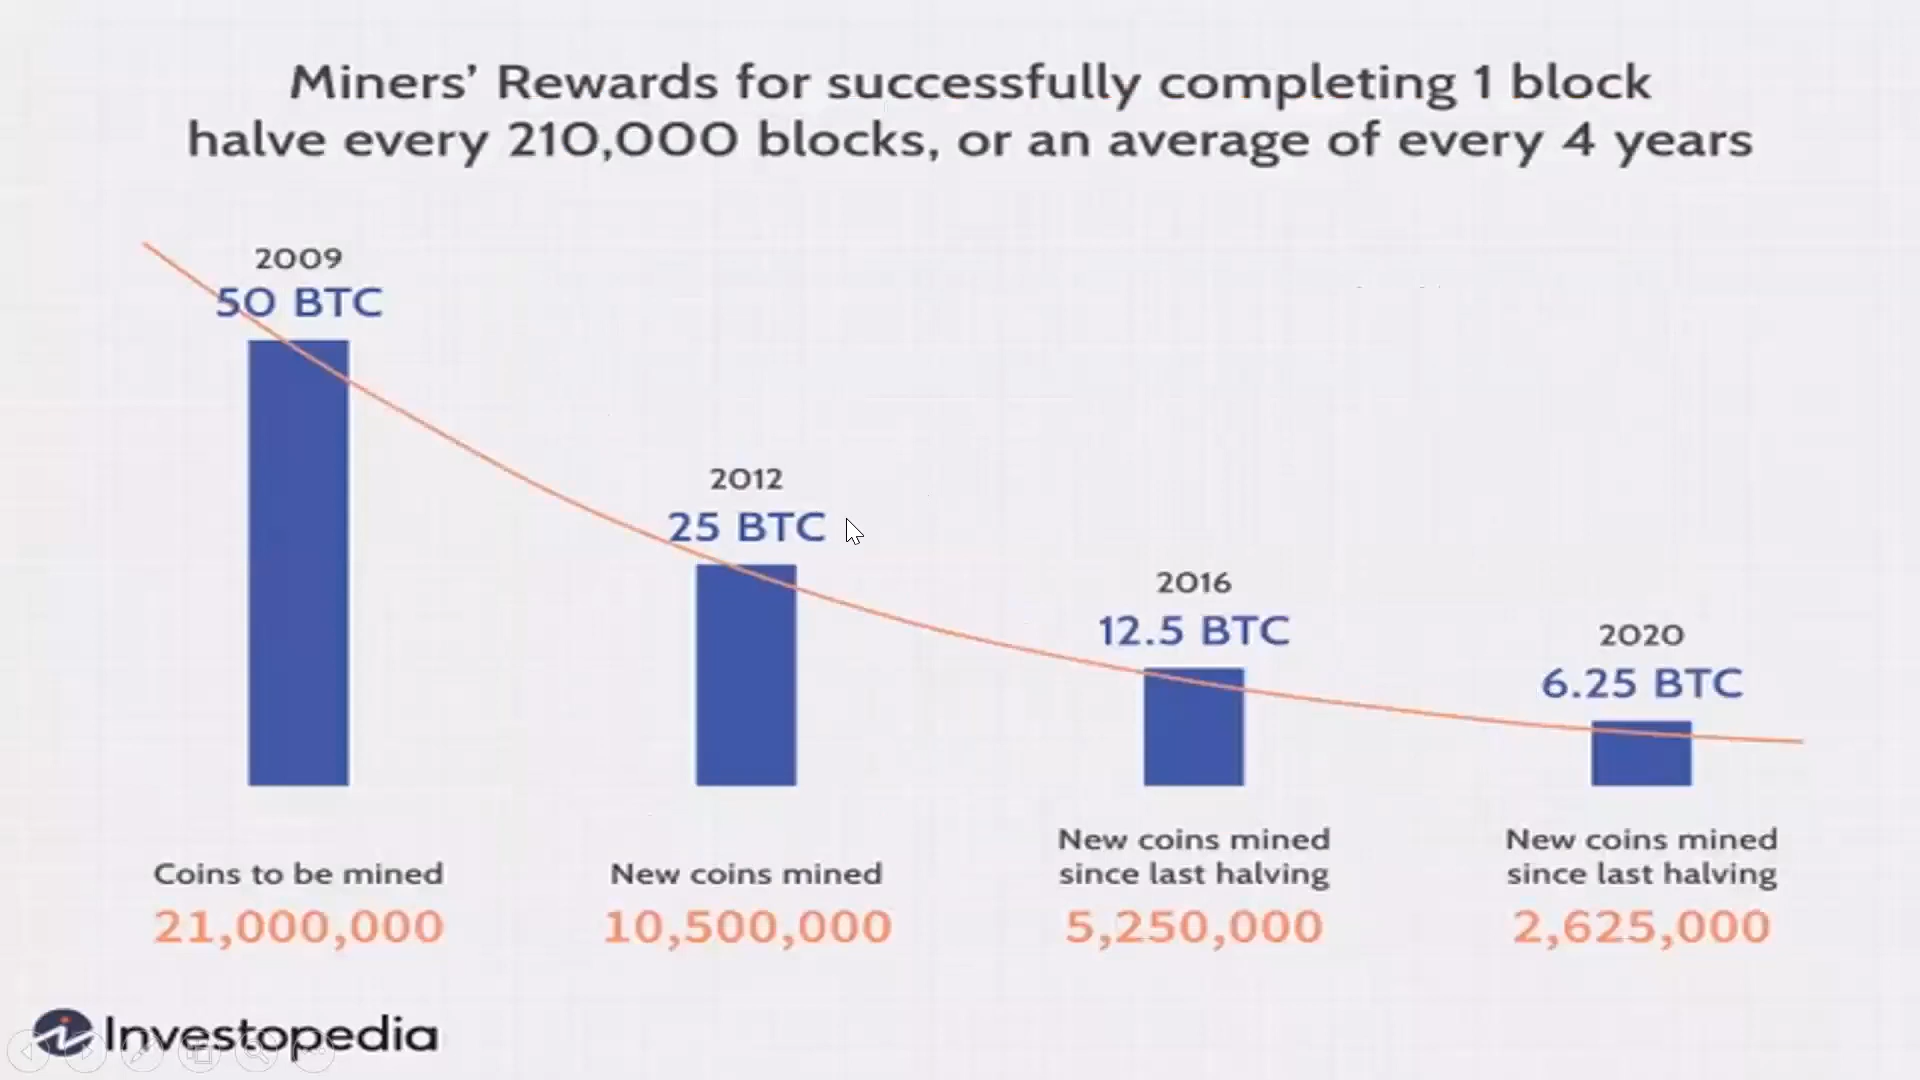 Miners’ Rewards for successfully completing 1 block
halve every 210,000 blocks, or an average of every 4 years
2009
50 BTC
2012
25 BTC
2016
12.5 BTC
2020
6.25 BTC
Coins to be mined
21,000,000
New coins mined
10,500,000
New coins mined
since last halving
5,250,000
New coins mined
since last halving
2,625,000
Investopedia